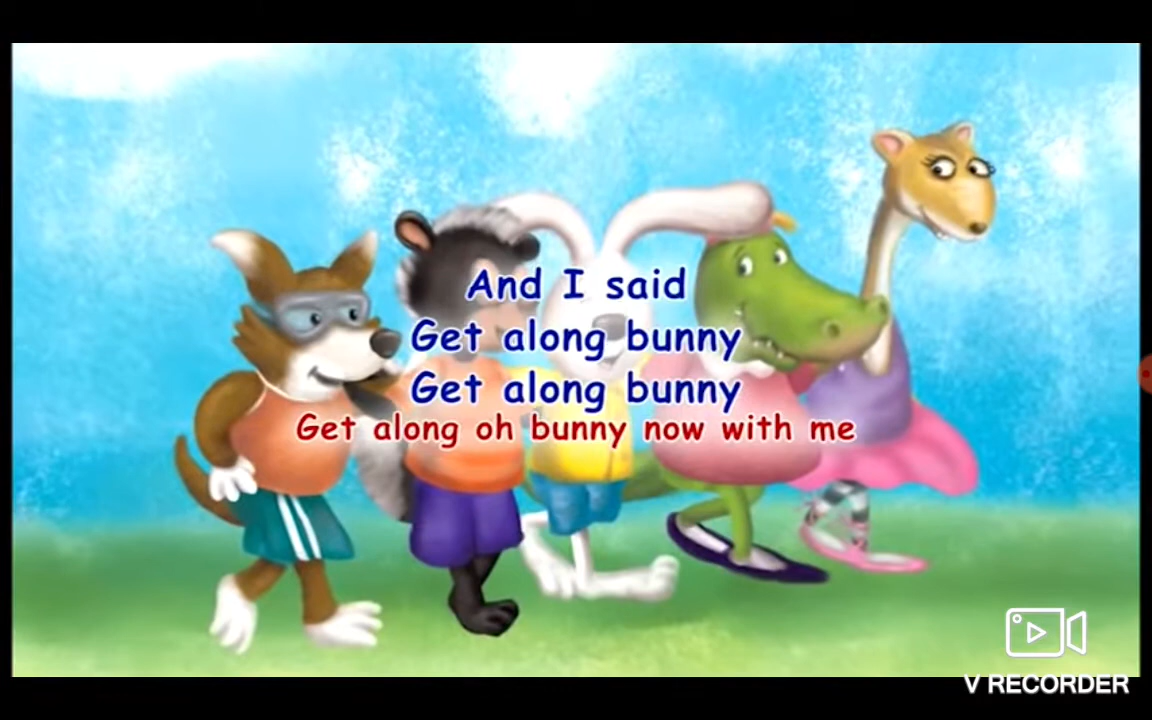 And I said
Get along bunny
Get along bunny
Get along oh bunny now with me
V RECORDER